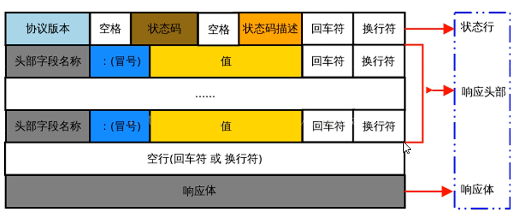 协议版本 空格 状态码 空格 状态码描述 回车符 换行符 状态行
头部字段名称 : (冒号) 值 回车符 换行符
...... 响应头部
头部字段名称 : (冒号) 值 回车符 换行符
空行(回车符 或 换行符)
响应体 响应体